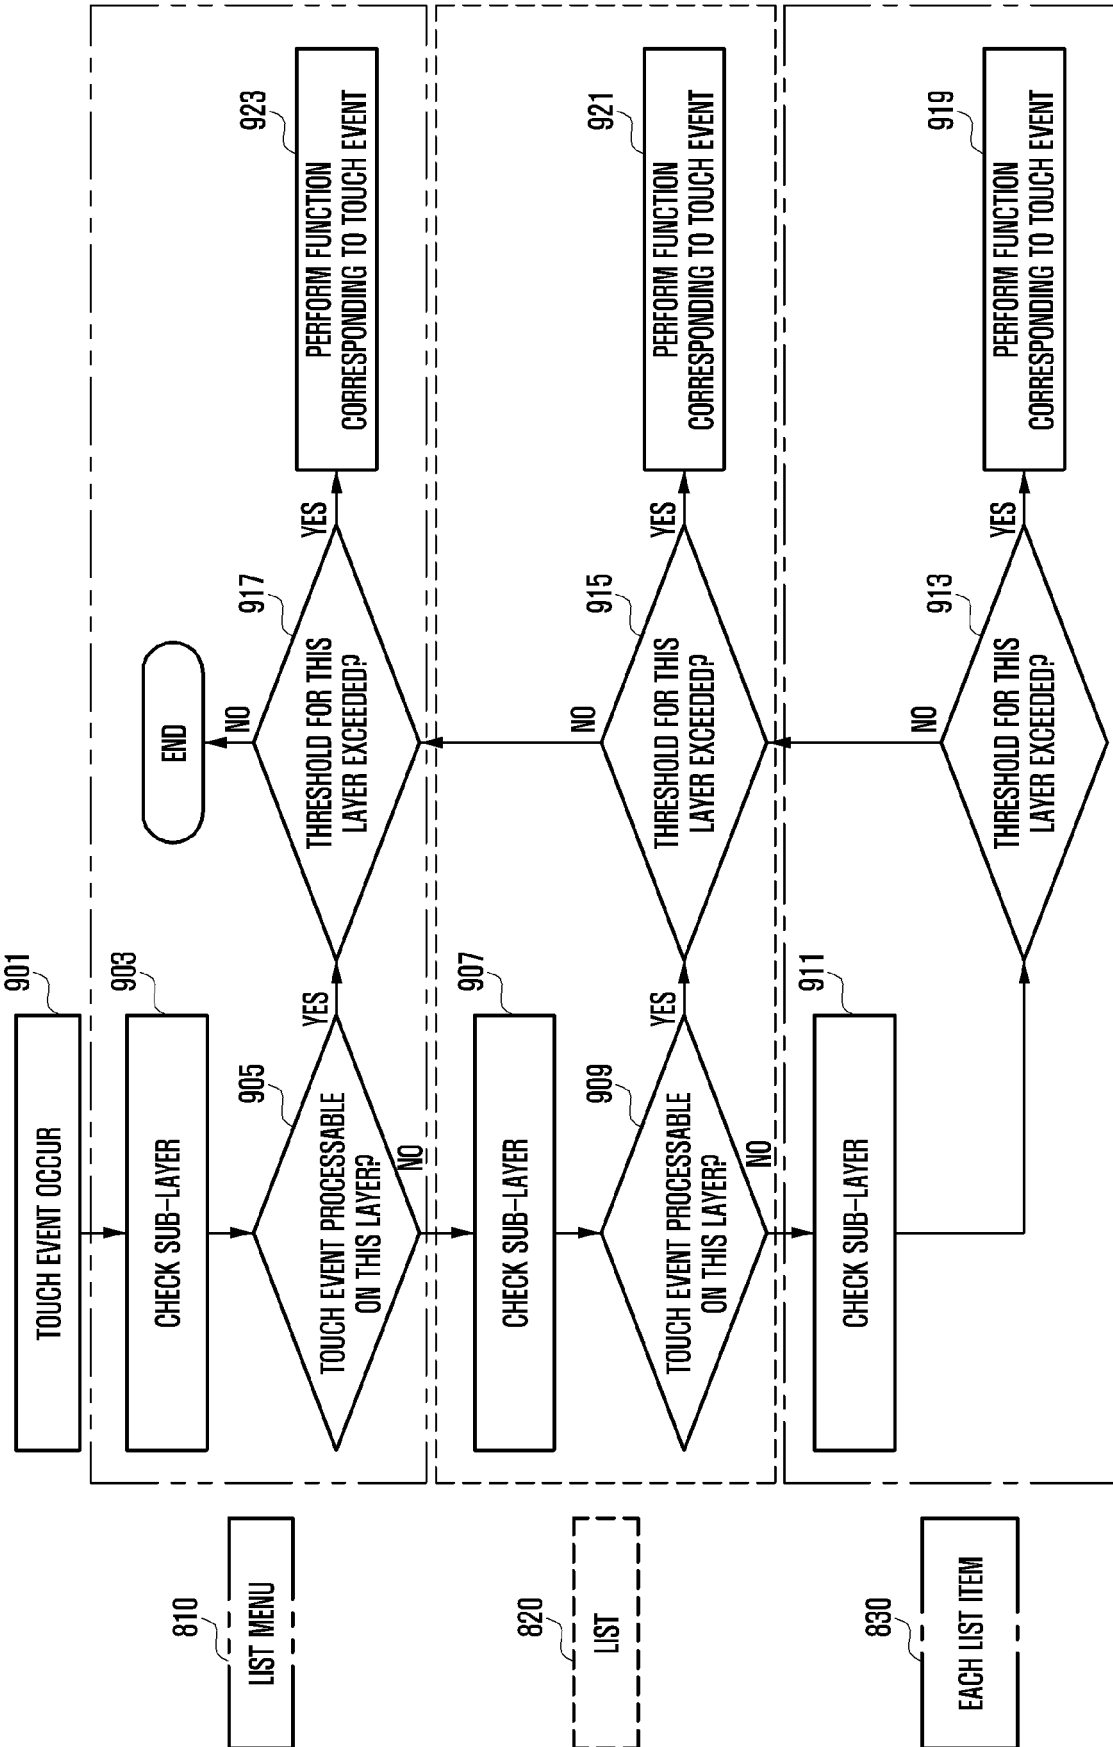 901
TOUCH EVENT OCCUR
810
LIST MENU
903
CHECK SUB-LAYER
905
TOUCH EVENT PROCESSABLE
ON THIS LAYER?
YES
NO
917
THRESHOLD FOR THIS
LAYER EXCEEDED?
NO
END
YES
923
PERFORM FUNCTION
CORRESPONDING TO TOUCH EVENT
820
LIST
907
CHECK SUB-LAYER
909
TOUCH EVENT PROCESSABLE
ON THIS LAYER?
YES
NO
915
THRESHOLD FOR THIS
LAYER EXCEEDED?
NO
YES
921
PERFORM FUNCTION
CORRESPONDING TO TOUCH EVENT
830
EACH LIST ITEM
911
CHECK SUB-LAYER
913
THRESHOLD FOR THIS
LAYER EXCEEDED?
NO
YES
919
PERFORM FUNCTION
CORRESPONDING TO TOUCH EVENT